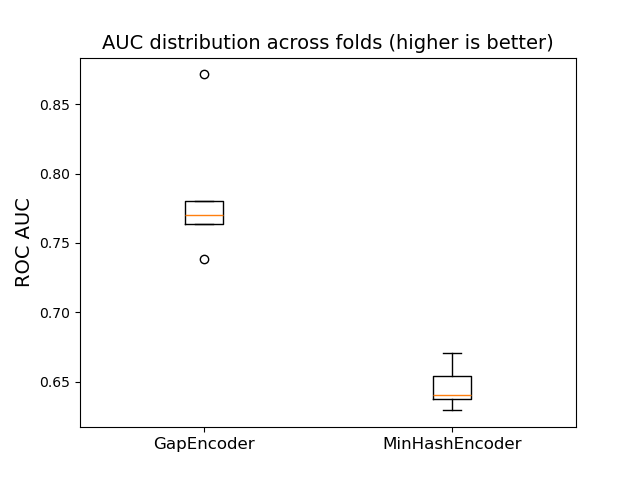 AUC distribution across folds (higher is better)
ROC AUC
0.85
0.80
0.75
0.70
0.65
GapEncoder
MinHashEncoder